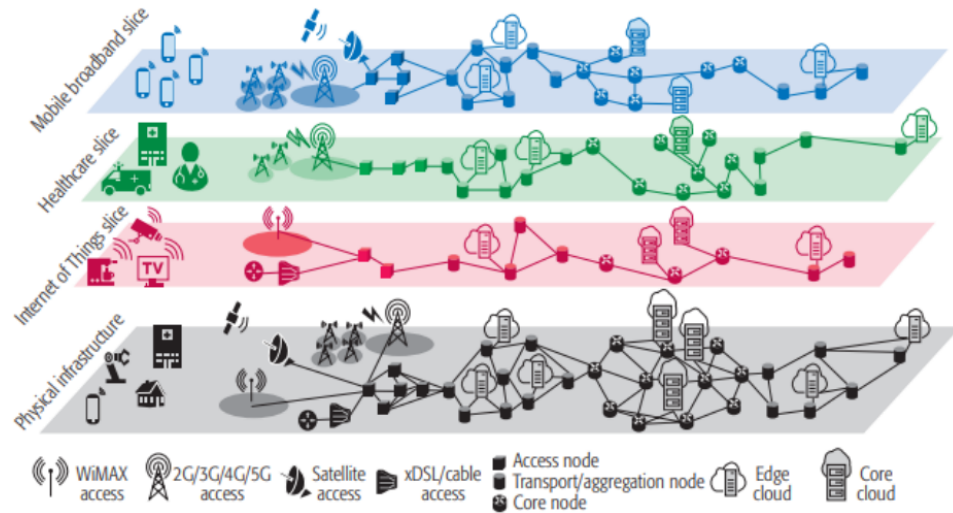 Mobile broadband slice
Healthcare slice
Internet of Things slice
TV
Physical infrastructure
WiMAX
access
2G/3G/4G/5G
access
Satellite
access
xDSL/cable
access
Access node
Transport/aggregation node
Core node
Edge
cloud
Core
cloud